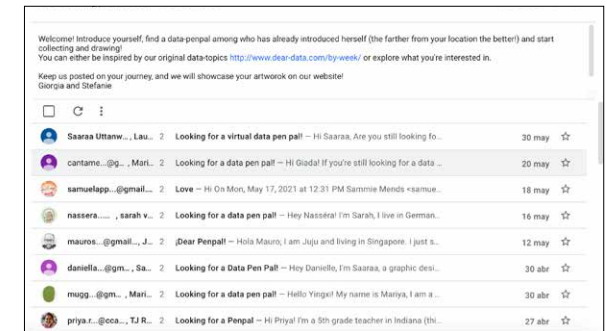 Welcome! Introduce yourself, find a data-penpal among who has already introduced herself (the farther from your location the better!) and start
collecting and drawing!
You can either be inspired by our original data-topics http://www.dear-data.com/by-week/ or explore what you're interested in.
Keep us posted on your journey, and we will showcase your artworok on our website!
Giorgia and Stefanie
Saaraa Uttanw... , Lau... 2 Looking for a virtual data pen pal! — Hi Saaraa, Are you still looking fo... 30 may
cantame...@g... , Mari... 2 Looking for a data pen pal! — Hi Giada! If you're still looking for a data ... 20 may
samuelapp...@gmail.... 2 Love — Hi On Mon, May 17, 2021 at 12:31 PM Sammie Mends <samue... 18 may
nassera...... , sarah v... 2 Looking for a data pen pal! — Hey Nasséra! I'm Sarah, I live in German... 16 may
mauros...@gmail..., J... 2 ¡Dear Penpal! — Hola Mauro; I am Juju and living in Singapore. i just s... 12 may
daniella...@gm... , Sa... 2 Looking for a Data Pen Pal! — Hey Danielle, I'm Saaraa, a graphic desi... 30 abr
mugg...@gm... , Mari... 2 Looking for a data pen pal! — Hello Yingxi! My name is Mariya, I am a ... 30 abr
priya.r...@cca..., TJ R... 2 Looking for a Penpal — Hi Priya! I'm a 5th grade teacher in Indiana (thi... 27 abr